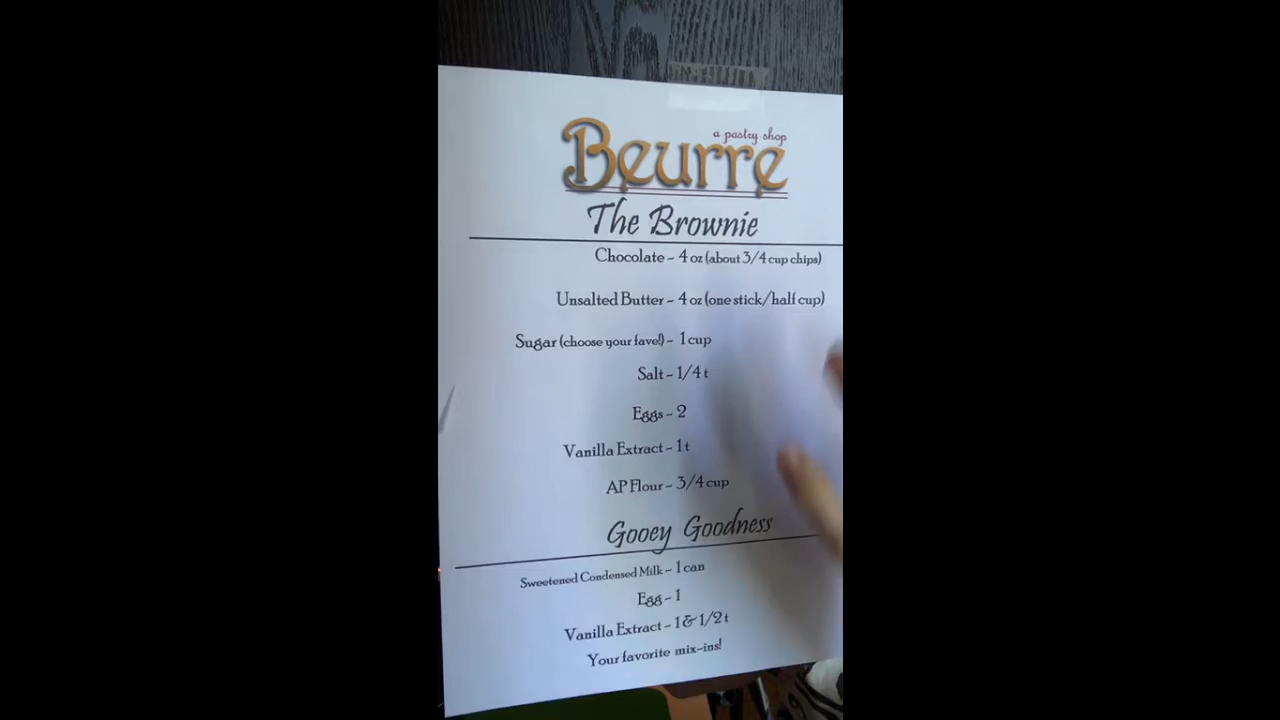 a pastry shop
Beurre
The Brownie
Chocolate - 4 oz (about 3/4 cup chips)
Unsalted Butter - 4 oz (one stick/half cup)
Sugar (choose your fave!) - 1 cup
Salt - 1/4 t
Eggs - 2
Vanilla Extract - 1 t
AP Flour - 3/4 cup
Gooey Goodness
Sweetened Condensed Milk - 1 can
Egg - 1
Vanilla Extract - 1 & 1/2 t
Your favorite mix-ins!